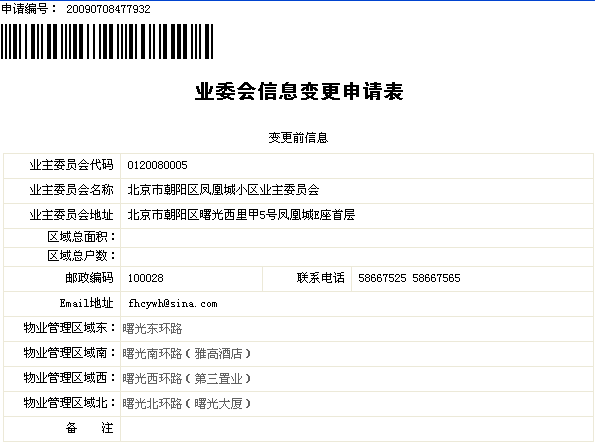 申请编号： 20090708477932
业委会信息变更申请表
变更前信息
业主委员会代码 0120080005
业主委员会名称 北京市朝阳区凤凰城小区业主委员会
业主委员会地址 北京市朝阳区曙光西里甲5号凤凰城E座首层
区域总面积：
区域总户数：
邮政编码 100028 联系电话 58667525 58667565
Email地址 fhcywh@sina.com
物业管理区域东： 曙光东环路
物业管理区域南： 曙光南环路（雅高酒店）
物业管理区域西： 曙光西环路（第三置业）
物业管理区域北： 曙光北环路（曙光大厦）
备 注